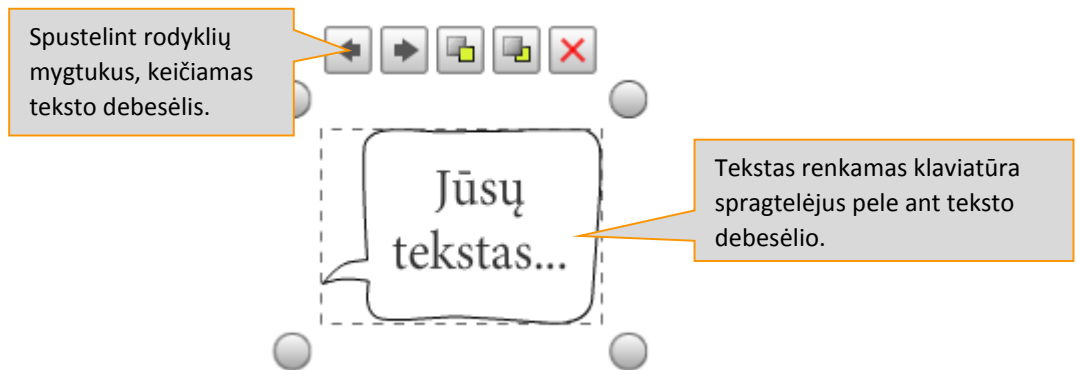 Spustelint rodyklių
mygtukus, keičiamas
teksto debesėlis.
Jūsų
tekstas...
Tekstas renkamas klaviatūra
spragtelėjus pele ant teksto
debesėlio.